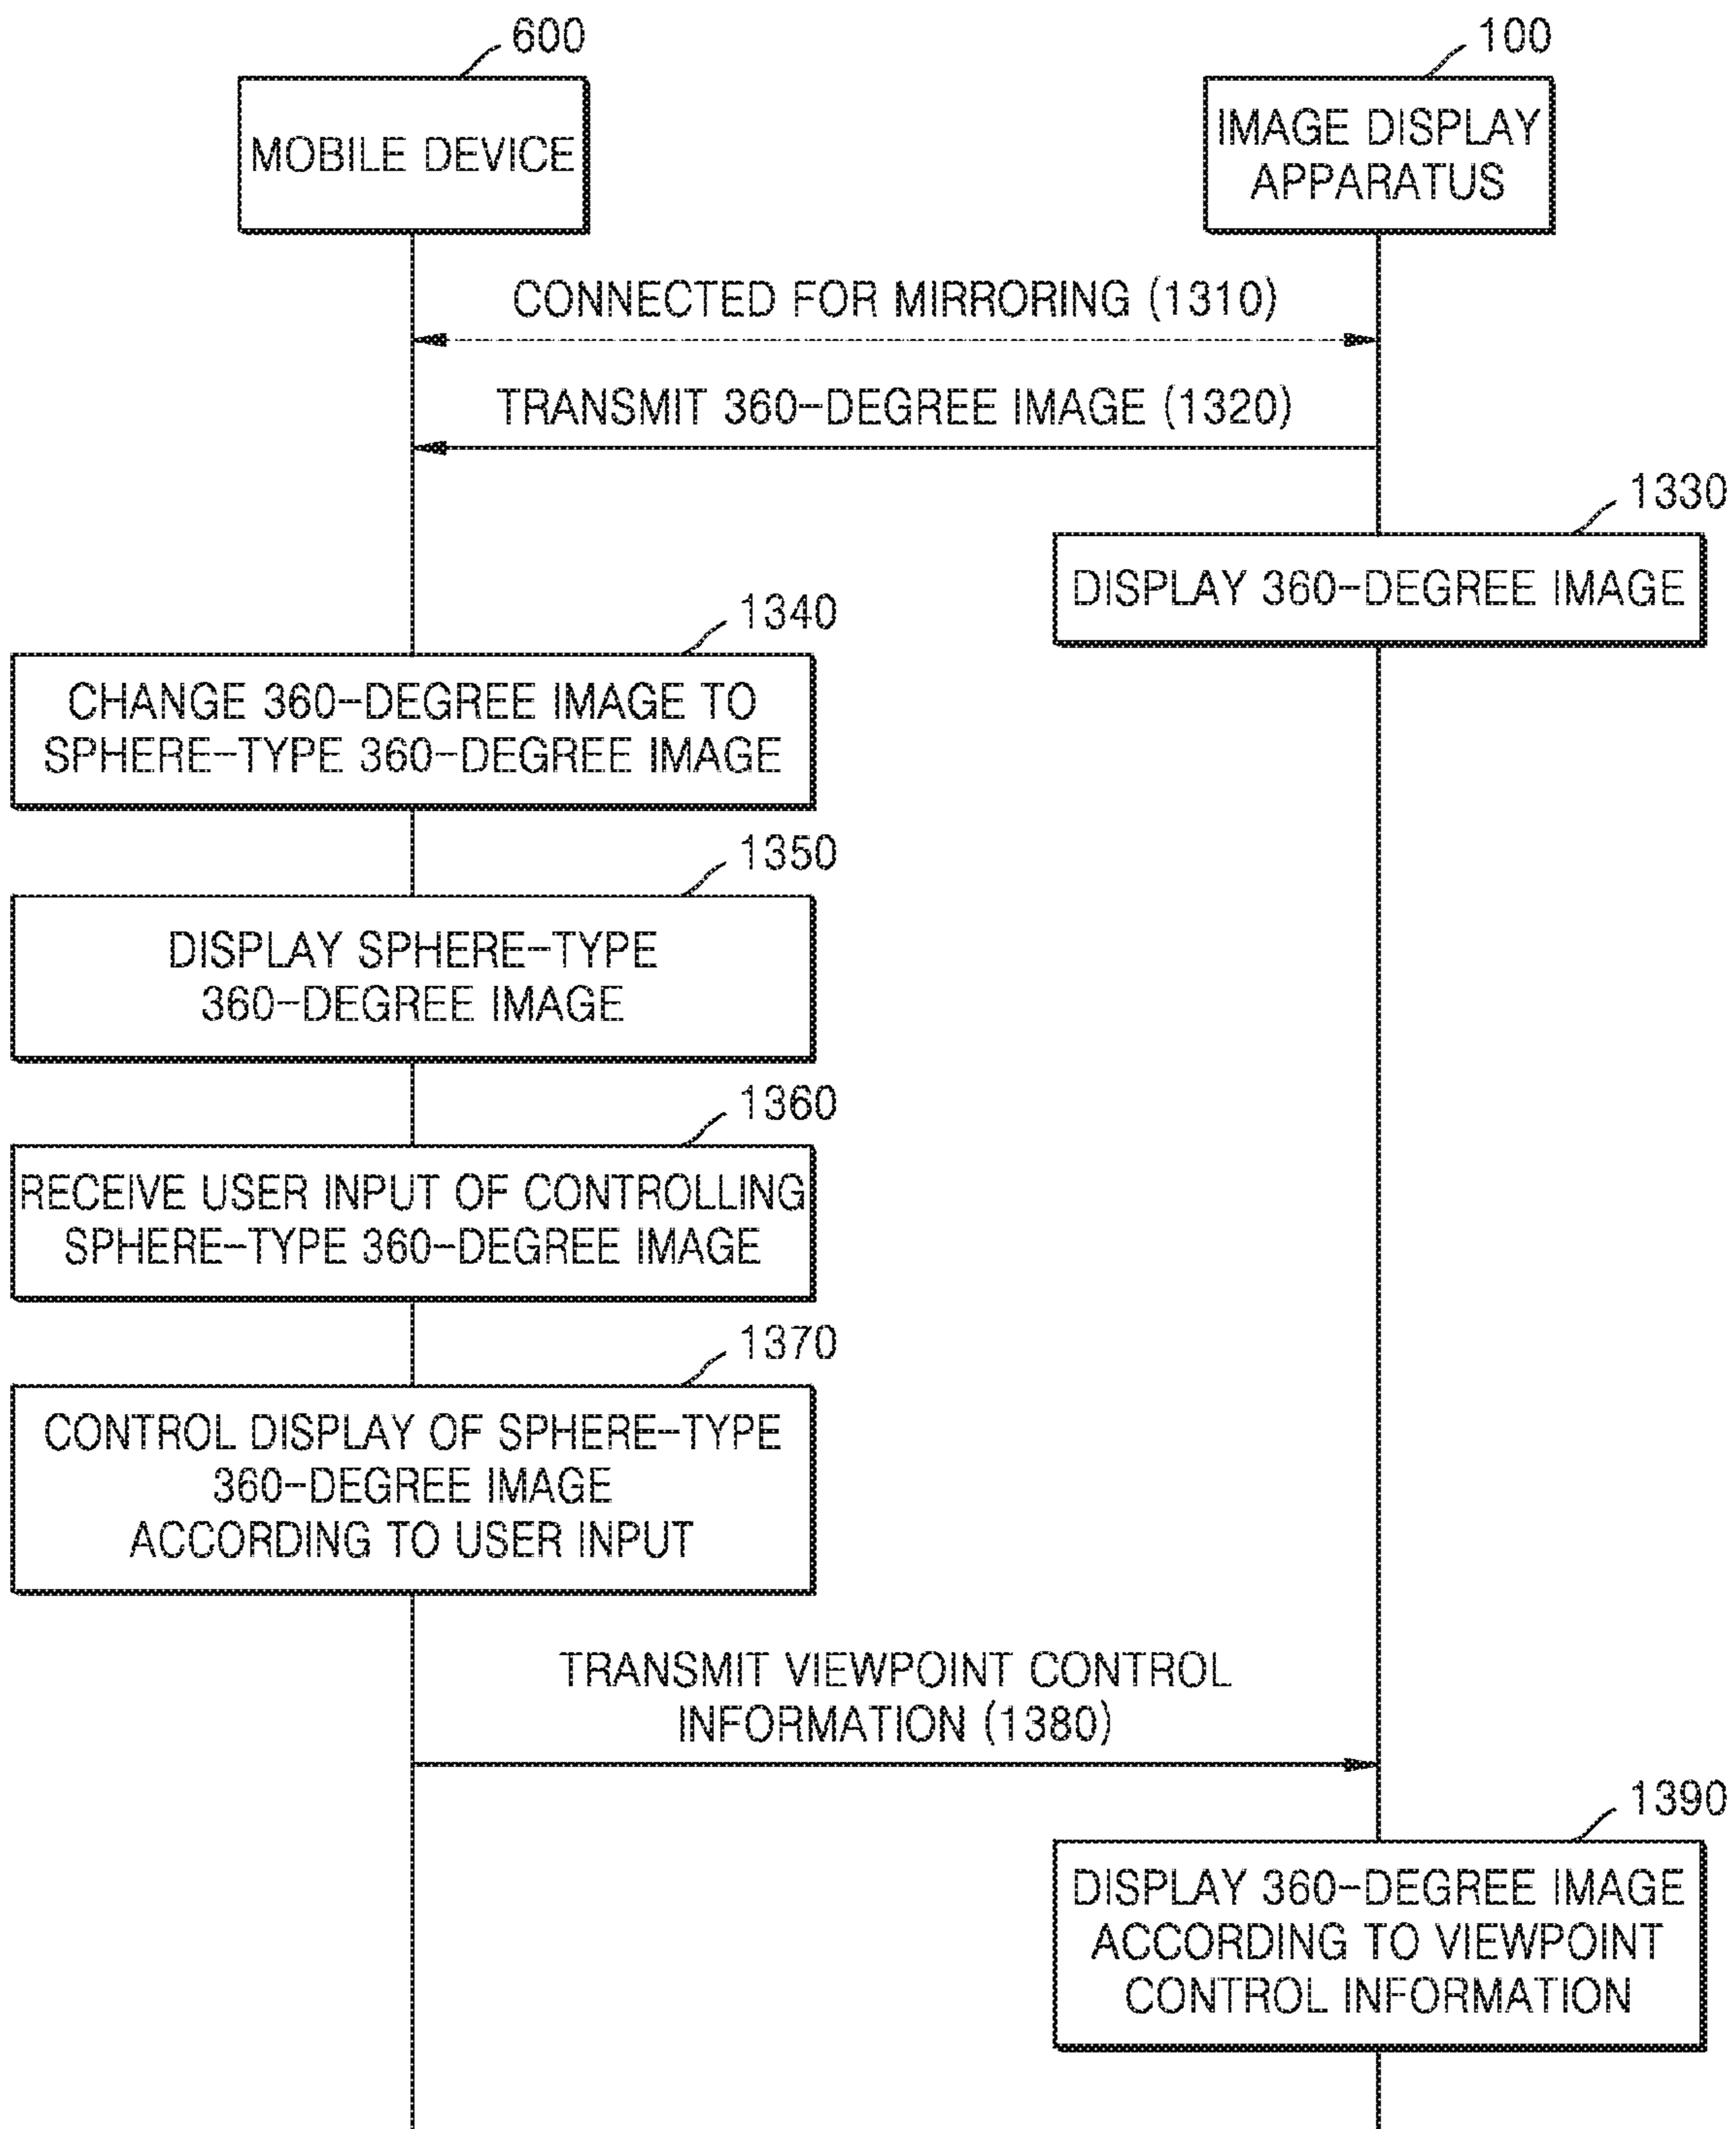 600
100
MOBILE DEVICE
IMAGE DISPLAY
APPARATUS
CONNECTED FOR MIRRORING (1310)
TRANSMIT 360-DEGREE IMAGE (1320)
1330
DISPLAY 360-DEGREE IMAGE
1340
CHANGE 360-DEGREE IMAGE TO
SPHERE-TYPE 360-DEGREE IMAGE
1350
DISPLAY SPHERE-TYPE
360-DEGREE IMAGE
1360
RECEIVE USER INPUT OF CONTROLLING
SPHERE-TYPE 360-DEGREE IMAGE
1370
CONTROL DISPLAY OF SPHERE-TYPE
360-DEGREE IMAGE
ACCORDING TO USER INPUT
TRANSMIT VIEWPOINT CONTROL
INFORMATION (1380)
1390
DISPLAY 360-DEGREE IMAGE
ACCORDING TO VIEWPOINT
CONTROL INFORMATION